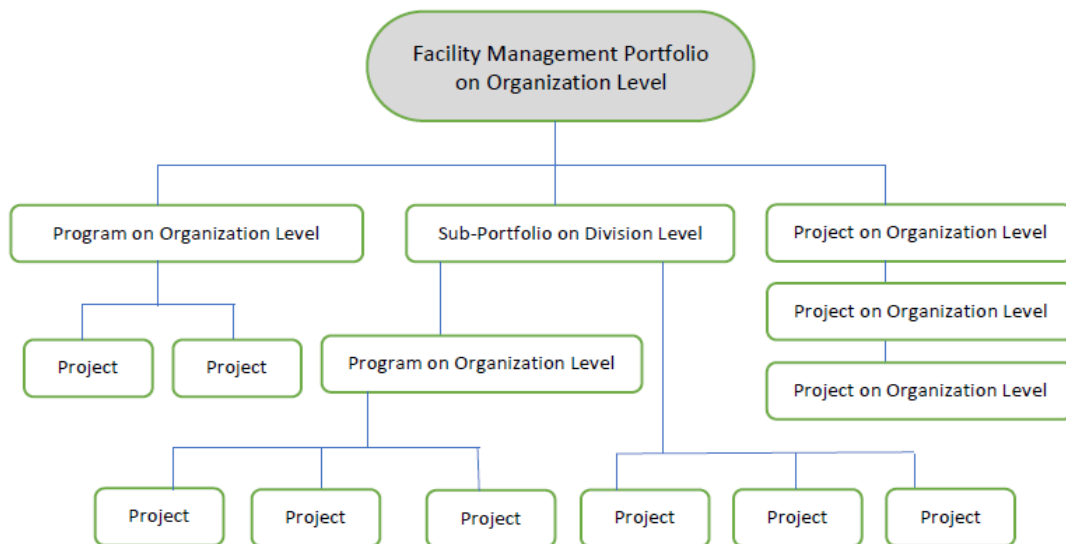 Facility Management Portfolio
on Organization Level
Program on Organization Level
Sub-Portfolio on Division Level
Project on Organization Level
Project on Organization Level
Project
Project
Program on Organization Level
Project on Organization Level
Project
Project
Project
Project
Project
Project